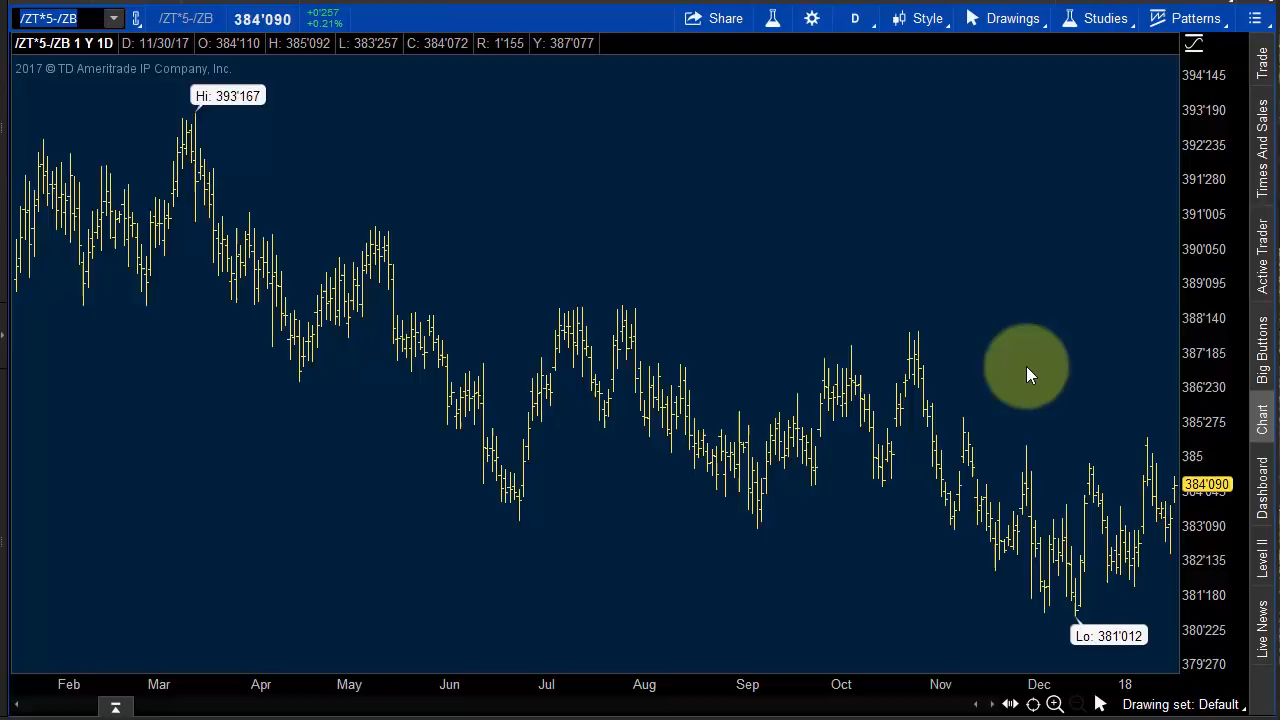 /ZT*5-/ZB
/ZT*5-/ZB 384'090 +0'257 +0.21%
Share
D
Style
Drawings
Studies
Patterns
/ZT*5-/ZB 1 Y 1D D: 11/30/17 O: 384'110 H: 385'092 L: 383'257 C: 384'072 R: 1'155 Y: 387'077
2017 © TD Ameritrade IP Company, Inc.
Hi: 393'167
Lo: 381'012
394'145
393'190
392'235
391'280
391'005
390'050
389'095
388'140
387'185
386'230
385'275
385
384'090
384'045
383'090
382'135
381'180
380'225
379'270
Feb Mar Apr May Jun Jul Aug Sep Oct Nov Dec 18
Drawing set: Default
Trade
Times And Sales
Active Trader
Big Buttons
Chart
Dashboard
Level II
Live News